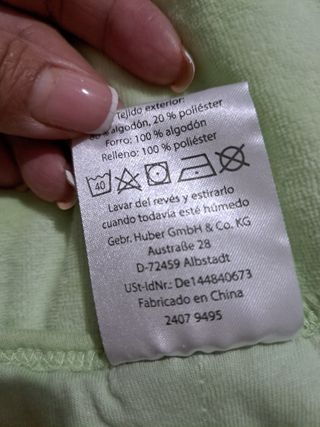 Tejido exterior:
algodón, 20 % poliéster
Forro: 100 % algodón
Relleno: 100 % poliéster
40
Lavar del revés y estirarlo
cuando todavía esté húmedo
Gebr. Huber GmbH & Co. KG
Austraße 28
D-72459 Albstadt
USt-IdNr.: De144840673
Fabricado en China
2407 9495